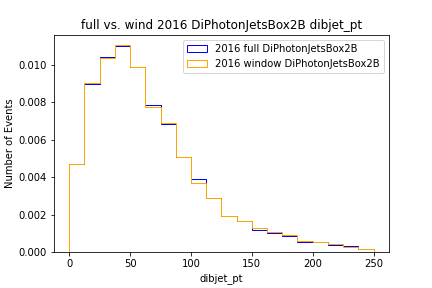 full vs. wind 2016 DiPhotonJetsBox2B dibjet_pt
2016 full DiPhotonJetsBox2B
2016 window DiPhotonJetsBox2B
Number of Events
0.010
0.008
0.006
0.004
0.002
0.000
0 50 100 150 200 250
dibjet_pt